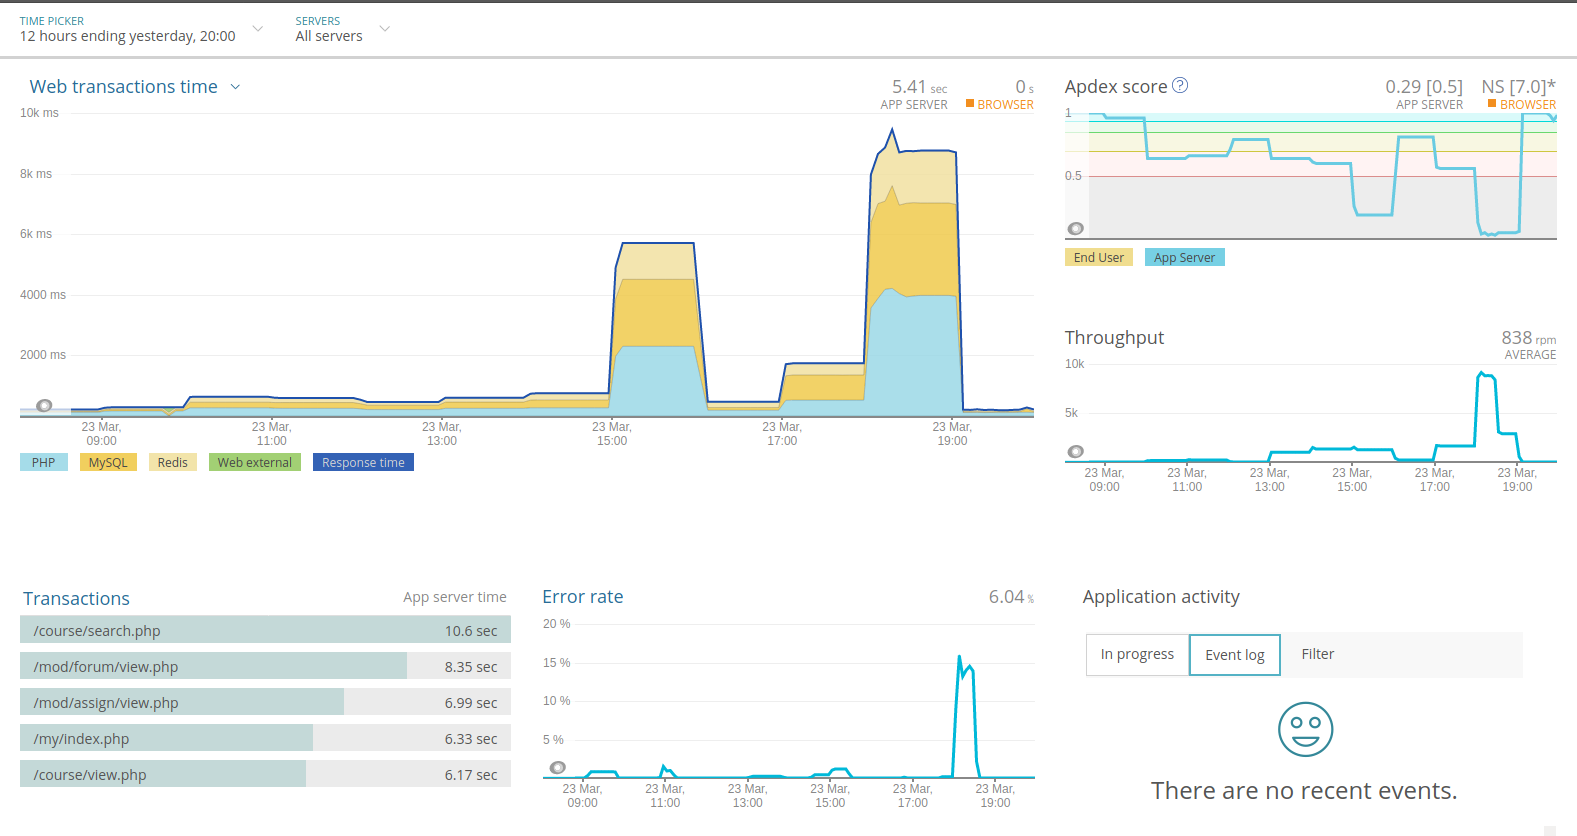 TIME PICKER
12 hours ending yesterday, 20:00
SERVERS
All servers
Web transactions time
5.41 sec
APP SERVER
0 s
BROWSER
10k ms
8k ms
6k ms
4000 ms
2000 ms
23 Mar,
09:00
23 Mar,
11:00
23 Mar,
13:00
23 Mar,
15:00
23 Mar,
17:00
23 Mar,
19:00
PHP
MySQL
Redis
Web external
Response time
Apdex score ?
0.29 [0.5]
APP SERVER
NS [7.0]*
BROWSER
1
0.5
End User
App Server
Throughput
838 rpm
AVERAGE
10k
5k
23 Mar,
09:00
23 Mar,
11:00
23 Mar,
13:00
23 Mar,
15:00
23 Mar,
17:00
23 Mar,
19:00
Transactions
App server time
/course/search.php 10.6 sec
/mod/forum/view.php 8.35 sec
/mod/assign/view.php 6.99 sec
/my/index.php 6.33 sec
/course/view.php 6.17 sec
Error rate
6.04 %
20 %
15 %
10 %
5 %
23 Mar,
09:00
23 Mar,
11:00
23 Mar,
13:00
23 Mar,
15:00
23 Mar,
17:00
23 Mar,
19:00
Application activity
In progress
Event log
Filter
There are no recent events.